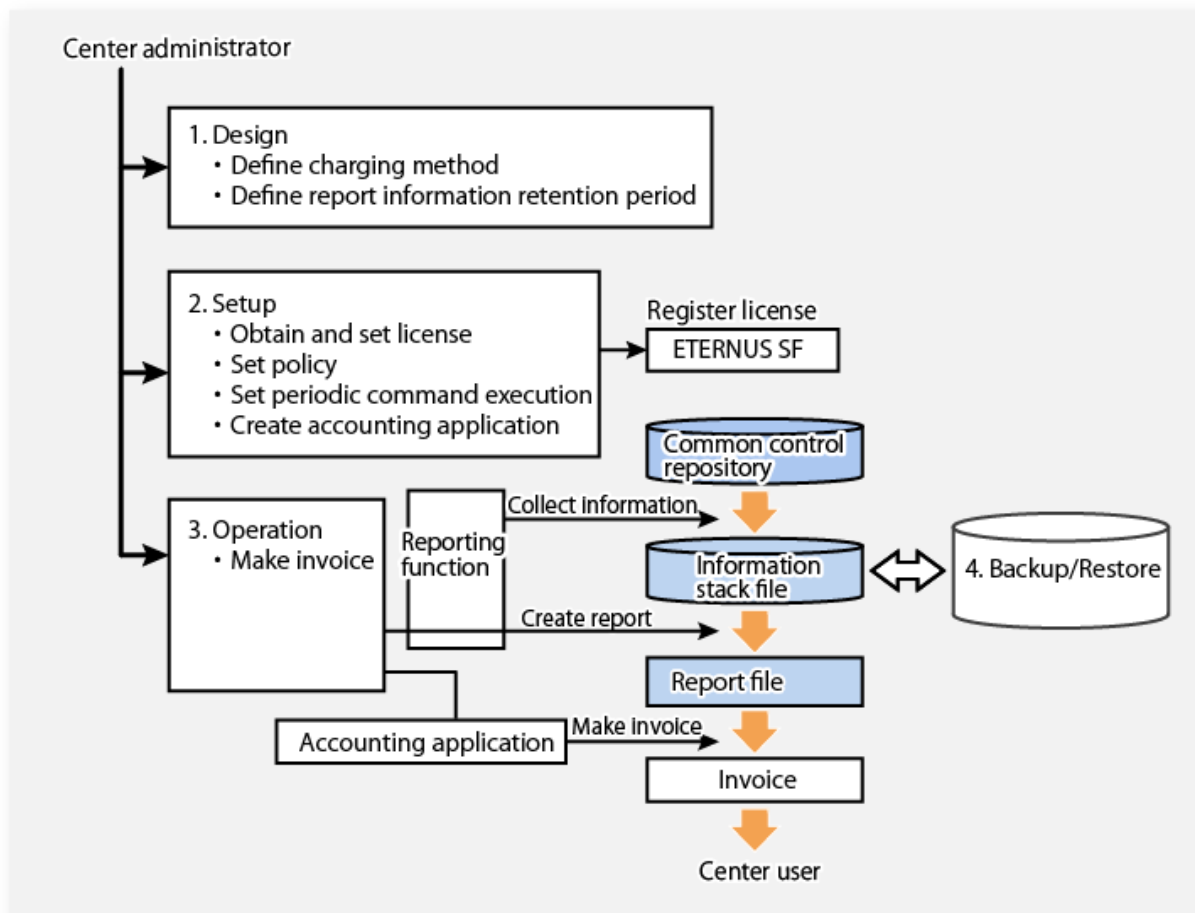 Center administrator
1. Design
・Define charging method
・Define report information retention period
2. Setup
・Obtain and set license
・Set policy
・Set periodic command execution
・Create accounting application
Register license
ETERNUS SF
Common control
repository
3. Operation
・Make invoice
Reporting
function
Collect information
Information
stack file
4. Backup/Restore
Create report
Report file
Accounting application
Make invoice
Invoice
Center user